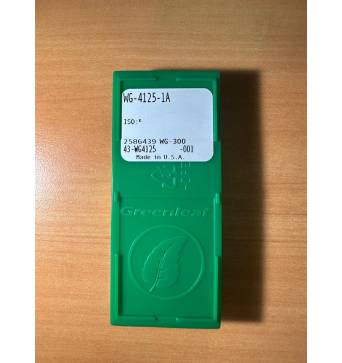 WG-4125-1A
ISO:*
2586439 WG-300
43-WG4125 -001
Made in U.S.A.
Greenleaf